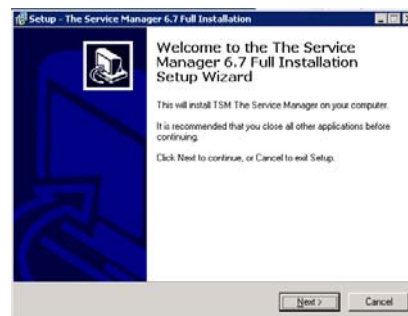 Setup - The Service Manager 6.7 Full Installation
Welcome to the The Service
Manager 6.7 Full Installation
Setup Wizard
This will install TSM The Service Manager on your computer.
It is recommended that you close all other applications before
continuing.
Click Next to continue, or Cancel to exit Setup.
Next >
Cancel